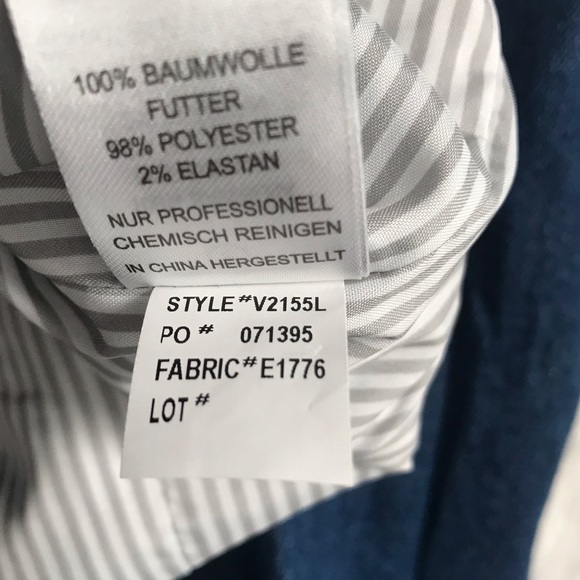 100% BAUMWOLLE
FUTTER
98% POLYESTER
2% ELASTAN
NUR PROFESSIONELL
CHEMISCH REINIGEN
IN CHINA HERGESTELLT
STYLE#V2155L
PO # 071395
FABRIC#E1776
LOT #